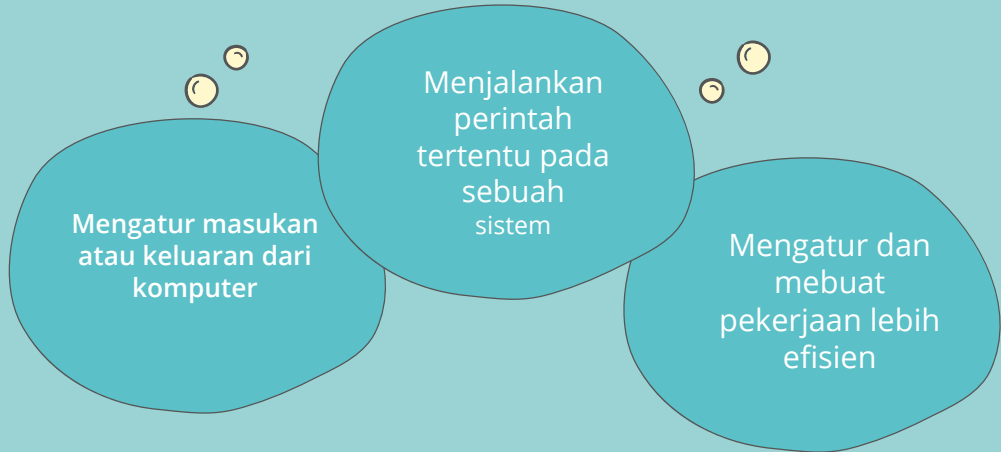 Mengatur masukan
atau keluaran dari
komputer
Menjalankan
perintah
tertentu pada
sebuah
sistem
Mengatur dan
mebuat
pekerjaan lebih
efisien